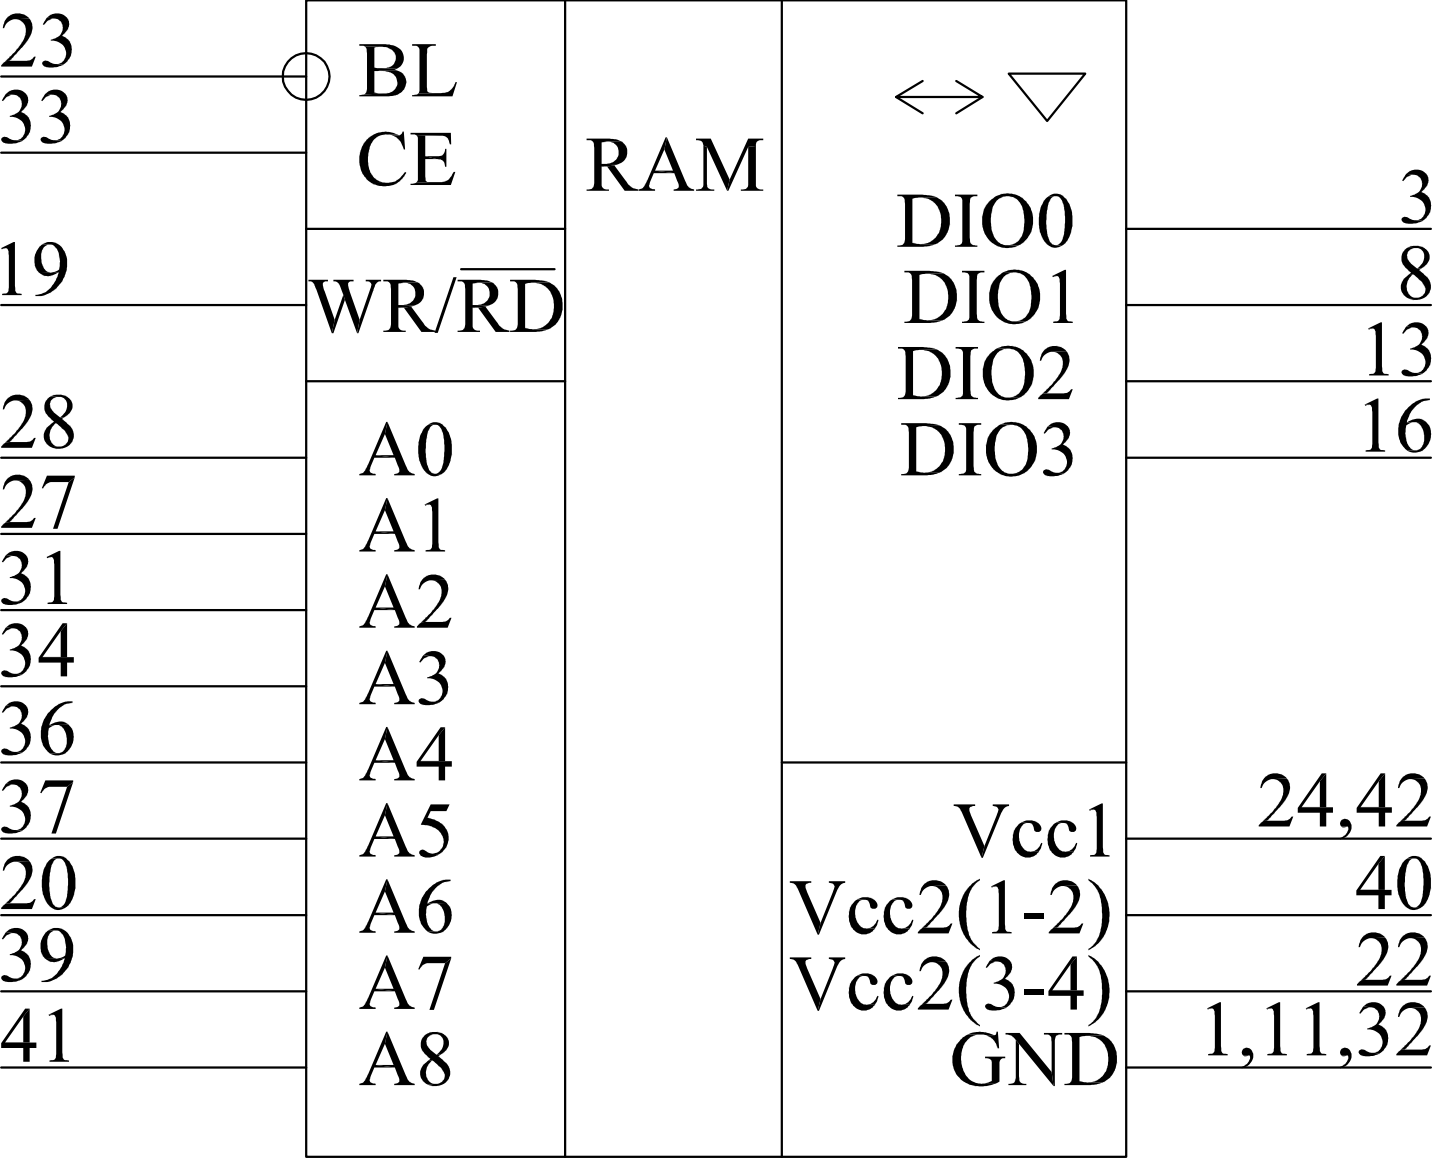 23 BL
33 CE
RAM
19 WR/R̅D̅
28 A0
27 A1
31 A2
34 A3
36 A4
37 A5
20 A6
39 A7
41 A8
DIO0 3
DIO1 8
DIO2 13
DIO3 16
Vcc1 24,42
Vcc2(1-2) 40
Vcc2(3-4) 22
GND 1,11,32